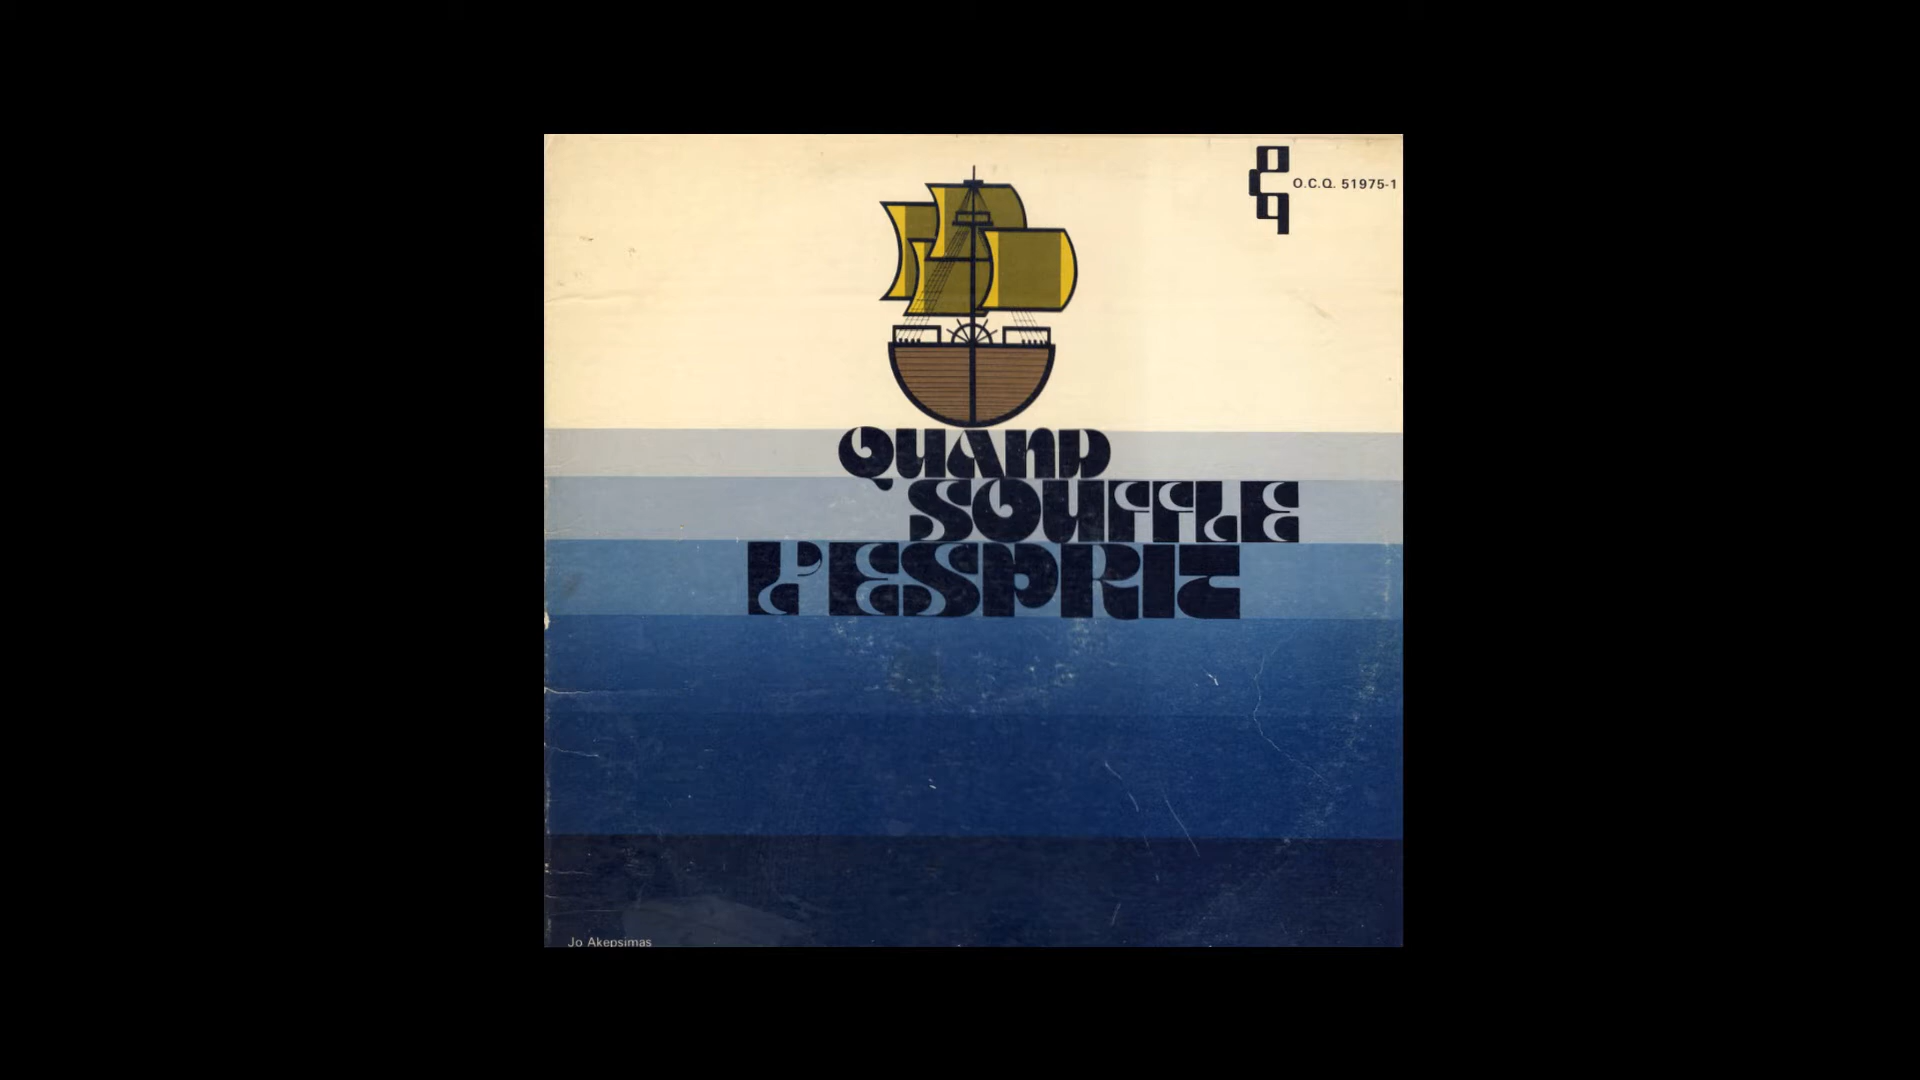 O.C.Q. 51975-1
QUAND
SOUFFLE
L'ESPRIT
Jo Akepsimas